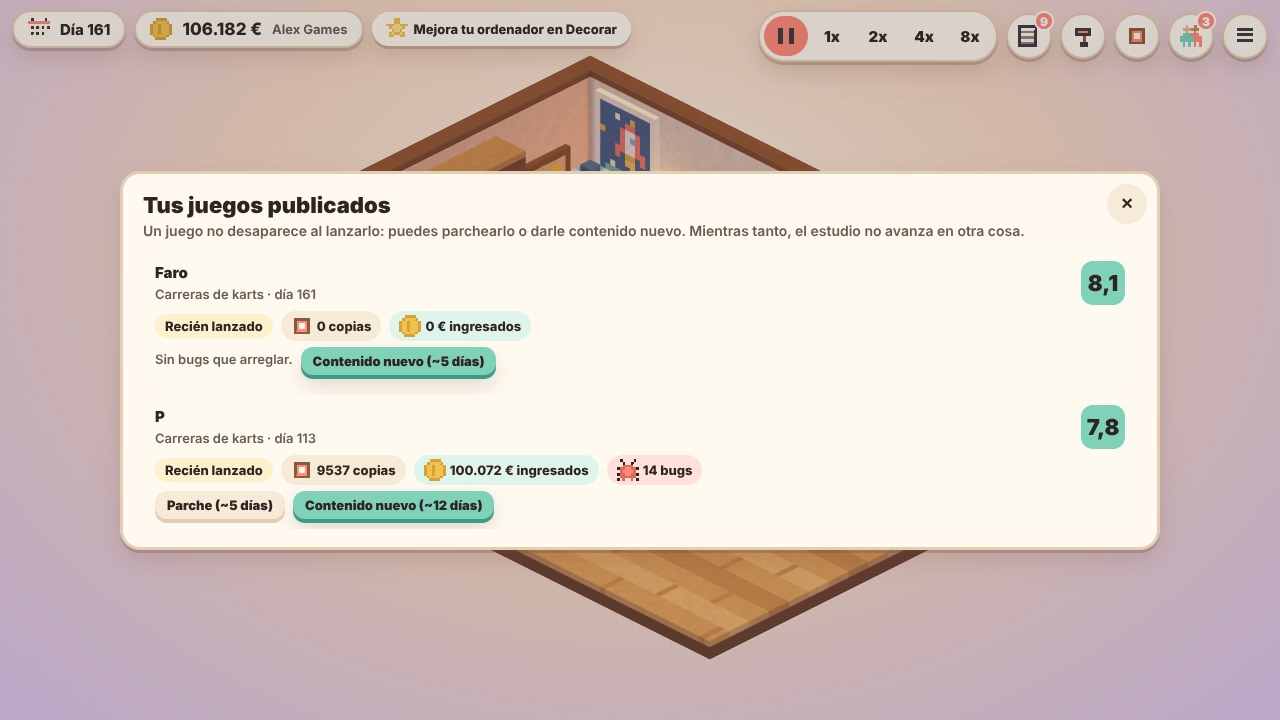 Día 161
106.182 € Alex Games
Mejora tu ordenador en Decorar
1x 2x 4x 8x
9
3
Tus juegos publicados
×
Un juego no desaparece al lanzarlo: puedes parchearlo o darle contenido nuevo. Mientras tanto, el estudio no avanza en otra cosa.
Faro
8,1
Carreras de karts · día 161
Recién lanzado 0 copias 0 € ingresados
Sin bugs que arreglar. Contenido nuevo (~5 días)
P
7,8
Carreras de karts · día 113
Recién lanzado 9537 copias 100.072 € ingresados 14 bugs
Parche (~5 días) Contenido nuevo (~12 días)